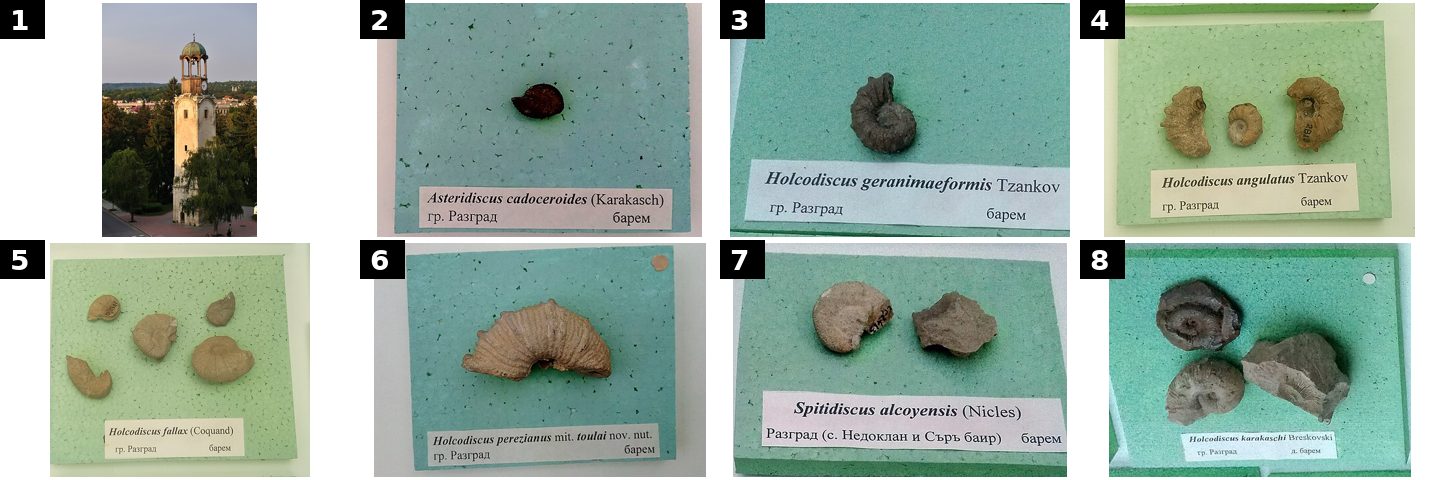 1
2
Asteridiscus cadoceroides (Karakasch)
гр. Разград барем
3
Holcodiscus geranimaeformis Tzankov
гр. Разград барем
4
Holcodiscus angulatus Tzankov
гр. Разград барем
5
Holcodiscus fallax (Coquand)
гр. Разград барем
6
Holcodiscus perezianus mit. toulai nov. nut.
гр. Разград барем
7
Spitidiscus alcoyensis (Nicles)
Разград (с. Недоклан и Съръ баир) барем
8
Holcodiscus karakaschi Breskovski
гр. Разград д. барем